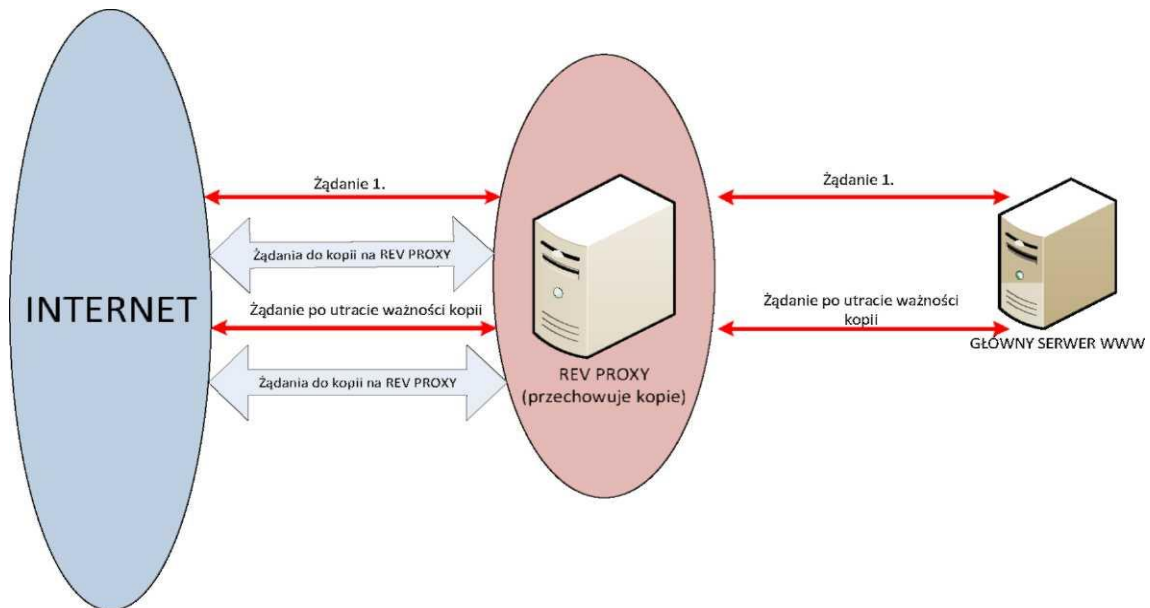 Żądanie 1.
Żądanie 1.
Żądania do kopii na REV PROXY
INTERNET
Żądanie po utracie ważności kopii
Żądanie po utracie ważności
kopii
GŁÓWNY SERWER WWW
REV PROXY
(przechowuje kopie)
Żądania do kopii na REV PROXY